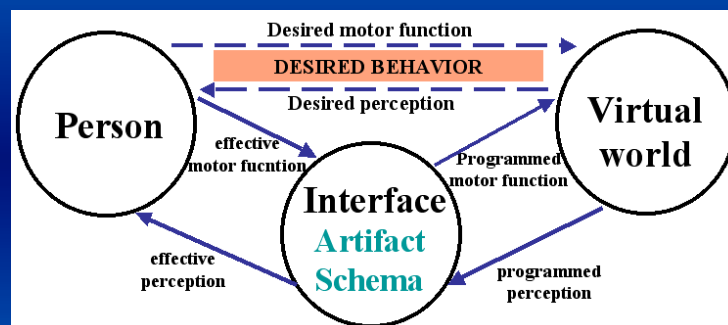 Desired motor function
DESIRED BEHAVIOR
Desired perception
Person
Virtual
world
effective
motor fucntion
Programmed
motor function
Interface
Artifact
Schema
effective
perception
programmed
perception